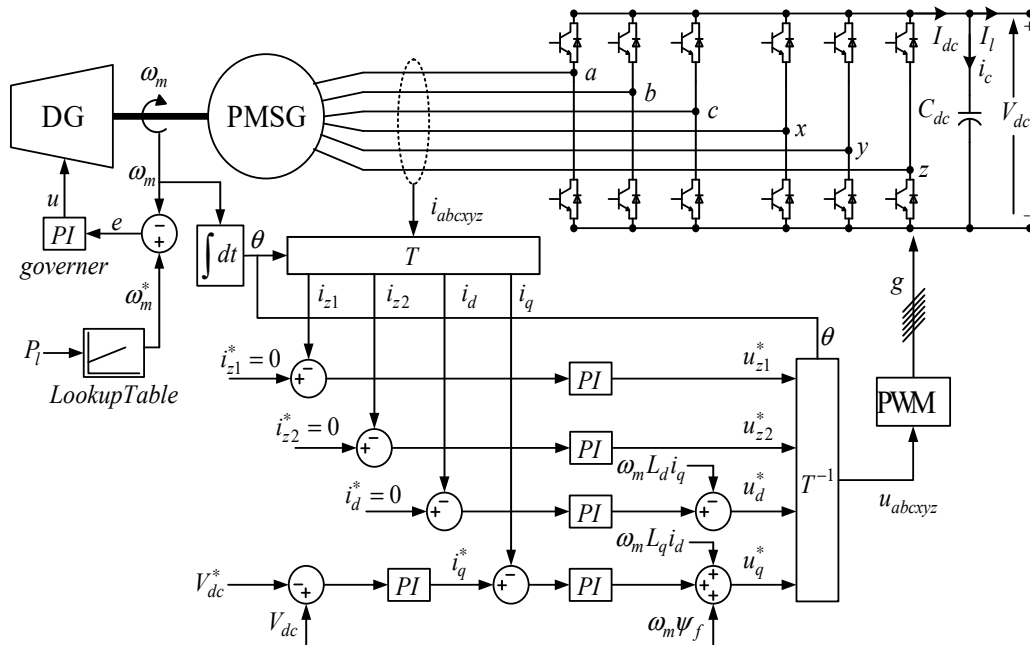 DG
ω_m
PMSG
a
b
c
x
y
z
I_dc
I_l
i_c
C_dc
V_dc
+
−
ω_m
u
PI
e
−
+
governer
ω_m^*
P_l
LookupTable
∫dt
θ
i_abcxyz
T
i_z1
i_z2
i_d
i_q
g
θ
i_z1^* = 0
+
−
PI
u_z1^*
PWM
i_z2^* = 0
+
−
PI
u_z2^*
ω_m L_d i_q
T^−1
u_abcxyz
i_d^* = 0
+
−
PI
+
−
u_d^*
ω_m L_q i_d
V_dc^*
−
+
PI
i_q^*
+
−
PI
+
+
+
u_q^*
V_dc
ω_m ψ_f